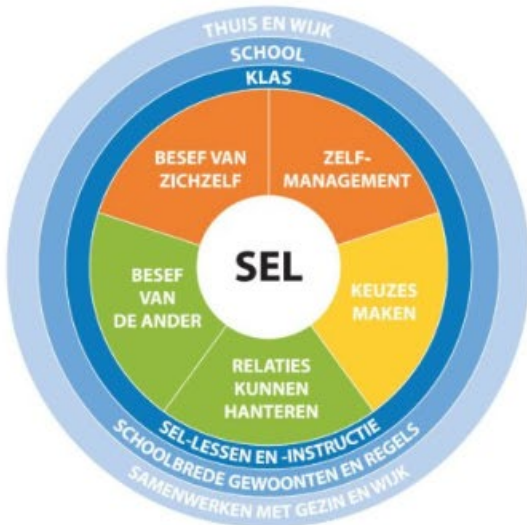 THUIS EN WIJK
SCHOOL
KLAS
BESEF VAN
ZICHZELF
ZELF-
MANAGEMENT
SEL
BESEF
VAN
DE ANDER
KEUZES
MAKEN
RELATIES
KUNNEN
HANTEREN
SEL-LESSEN EN -INSTRUCTIE
SCHOOLBREDE GEWOONTEN EN REGELS
SAMENWERKEN MET GEZIN EN WIJK